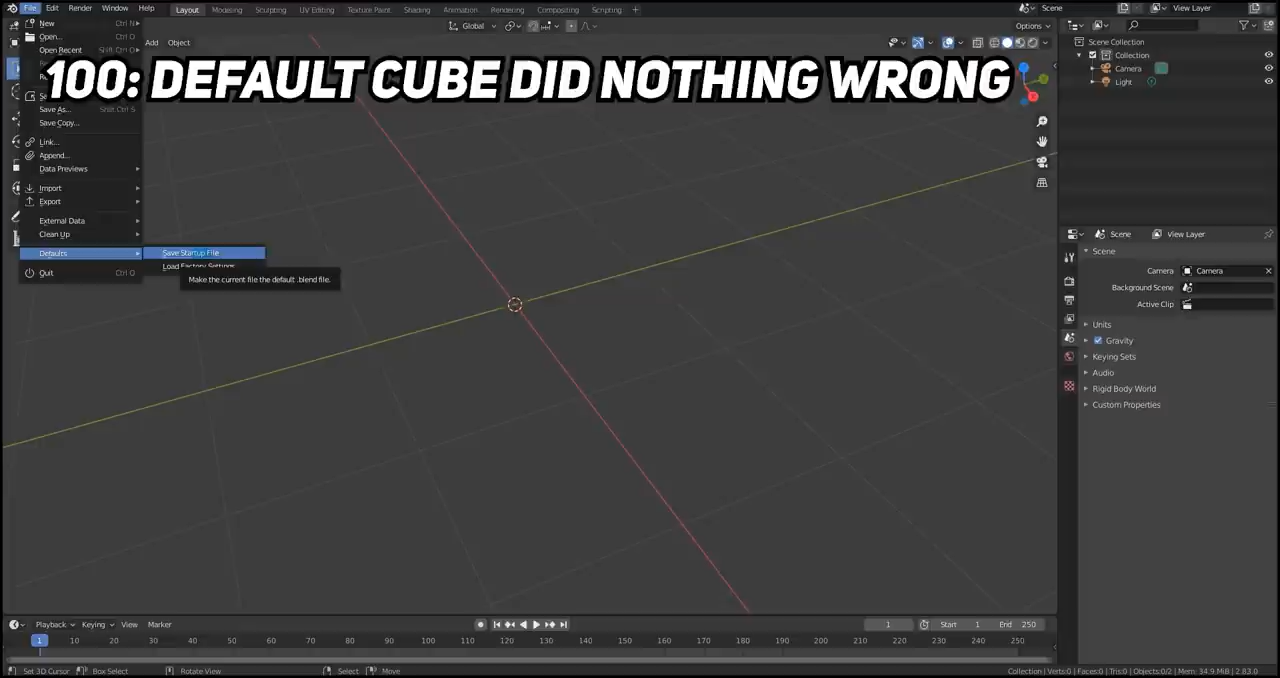 File Edit Render Window Help Layout Modeling Sculpting UV Editing Texture Paint Shading Animation Rendering Compositing Scripting + Scene View Layer
New Ctrl N
Open... Ctrl O
Open Recent Shift Ctrl O
Save As... Shift Ctrl S
Save Copy...
Link...
Append...
Data Previews
Import
Export
External Data
Clean Up
Defaults
Quit Ctrl Q
Add Object
Global
Options
100: DEFAULT CUBE DID NOTHING WRONG
Save Startup File
Load Factory Settings
Make the current file the default .blend file.
Scene Collection
Collection
Camera
Light
Scene View Layer
Scene
Camera Camera
Background Scene
Active Clip
Units
Gravity
Keying Sets
Audio
Rigid Body World
Custom Properties
Playback Keying View Marker 1 Start 1 End 250
1 10 20 30 40 50 60 70 80 90 100 110 120 130 140 150 160 170 180 190 200 210 220 230 240 250
Set 3D Cursor Box Select Rotate View Select Move Collection | Verts:0 | Faces:0 | Tris:0 | Objects:0/2 | Mem: 34.9 MiB | 2.83.0